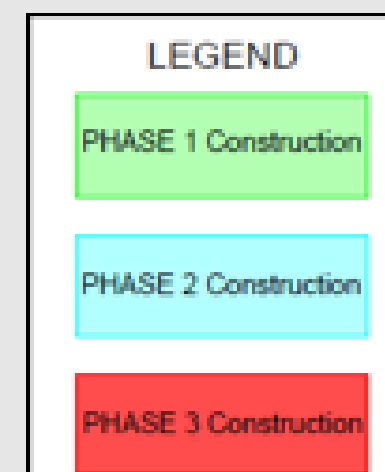 LEGEND
PHASE 1 Construction
PHASE 2 Construction
PHASE 3 Construction